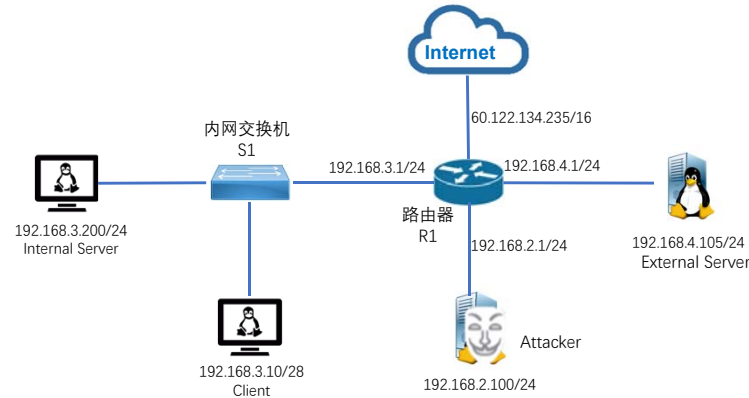 Internet
60.122.134.235/16
内网交换机
S1
192.168.3.1/24
192.168.4.1/24
路由器
R1
192.168.3.200/24
Internal Server
192.168.2.1/24
192.168.4.105/24
External Server
Attacker
192.168.3.10/28
Client
192.168.2.100/24